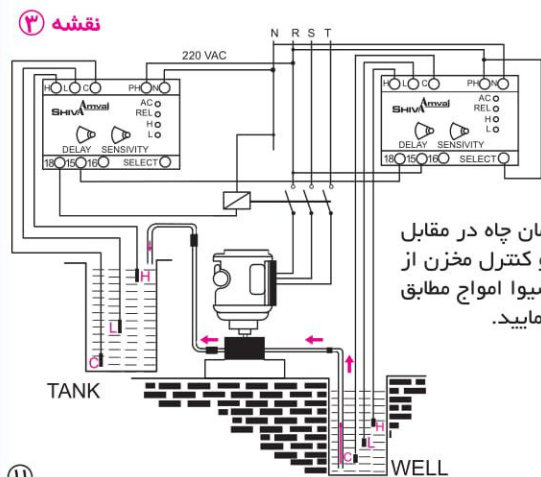 نقشه ۳
N R S T
220 VAC
H L C PH N
SHIVA Amvaj
AC
REL
H
L
DELAY SENSIVITY
18 15 16 SELECT
H L C PH N
SHIVA Amvaj
AC
REL
H
L
DELAY SENSIVITY
18 15 16 SELECT
مان چاه در مقابل
و کنترل مخزن از
شیوا امواج مطابق
مایید.
H
L
C
TANK
H
L
C
WELL
۱۱